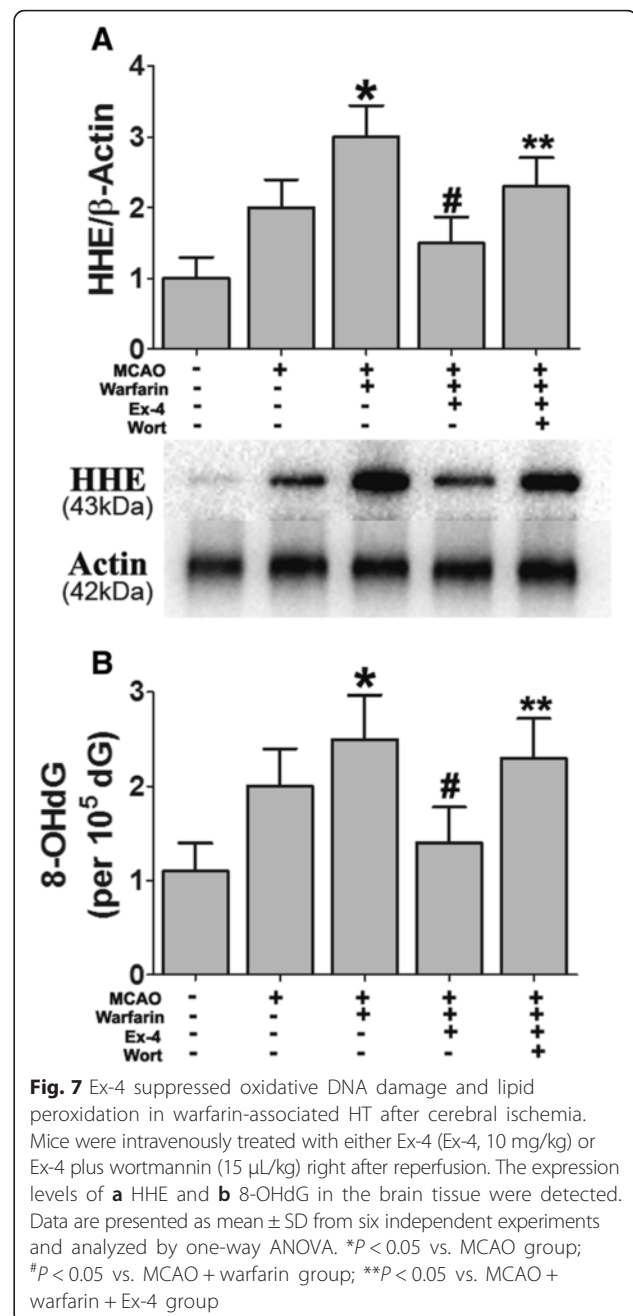 A
HHE/β-Actin
4
3
2
1
0
*
#
**
MCAO - + + + +
Warfarin - - + + +
Ex-4 - - - + +
Wort - - - - +
HHE
(43kDa)
Actin
(42kDa)
B
8-OHdG
(per 10⁵ dG)
3
2
1
0
*
#
**
MCAO - + + + +
Warfarin - - + + +
Ex-4 - - - + +
Wort - - - - +
Fig. 7 Ex-4 suppressed oxidative DNA damage and lipid
peroxidation in warfarin-associated HT after cerebral ischemia.
Mice were intravenously treated with either Ex-4 (Ex-4, 10 mg/kg) or
Ex-4 plus wortmannin (15 μL/kg) right after reperfusion. The expression
levels of a HHE and b 8-OHdG in the brain tissue were detected.
Data are presented as mean ± SD from six independent experiments
and analyzed by one-way ANOVA. *P < 0.05 vs. MCAO group;
#P < 0.05 vs. MCAO + warfarin group; **P < 0.05 vs. MCAO +
warfarin + Ex-4 group